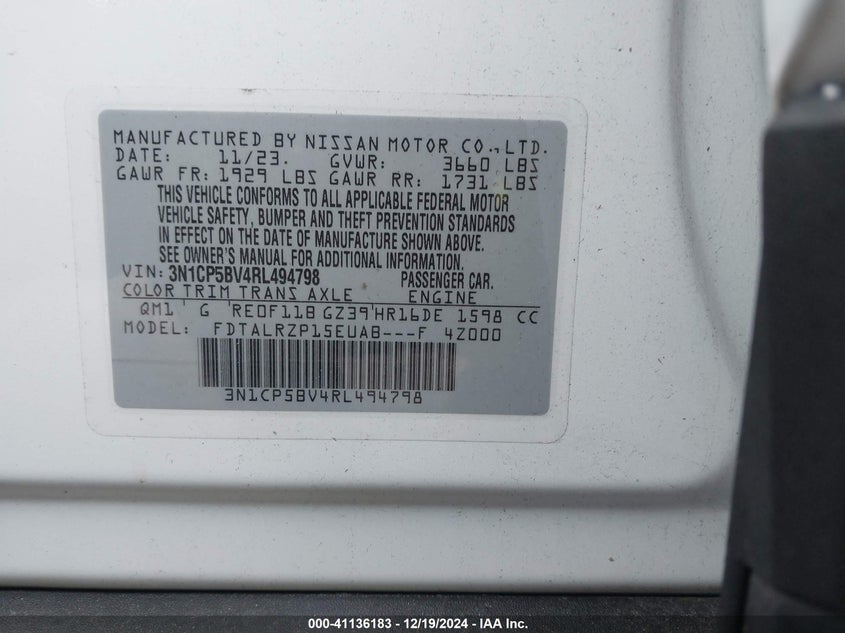 MANUFACTURED BY NISSAN MOTOR CO.,LTD.
DATE: 11/23. GVWR: 3660 LBS
GAWR FR: 1929 LBS GAWR RR: 1731 LBS
THIS VEHICLE CONFORMS TO ALL APPLICABLE FEDERAL MOTOR
VEHICLE SAFETY, BUMPER AND THEFT PREVENTION STANDARDS
IN EFFECT ON THE DATE OF MANUFACTURE SHOWN ABOVE.
SEE OWNER'S MANUAL FOR ADDITIONAL INFORMATION.
VIN: 3N1CP5BV4RL494798 PASSENGER CAR.
COLOR TRIM TRANS AXLE ENGINE
QM1 G RE0F11B GZ39 HR16DE 1598 CC
MODEL: FDTALRZP15EUAB---F 4Z000
3N1CP5BV4RL494798
000-41136183 - 12/19/2024 - IAA Inc.